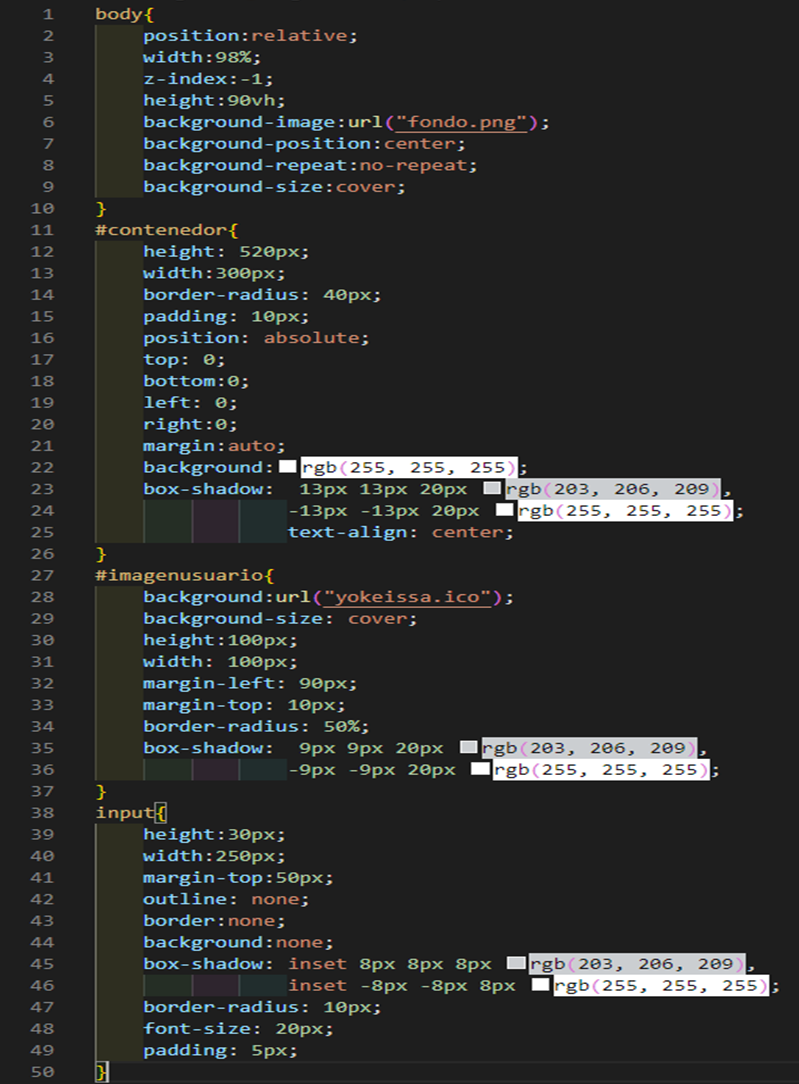 1 body{
2 position:relative;
3 width:98%;
4 z-index:-1;
5 height:90vh;
6 background-image:url("fondo.png");
7 background-position:center;
8 background-repeat:no-repeat;
9 background-size:cover;
10 }
11 #contenedor{
12 height: 520px;
13 width:300px;
14 border-radius: 40px;
15 padding: 10px;
16 position: absolute;
17 top: 0;
18 bottom:0;
19 left: 0;
20 right:0;
21 margin:auto;
22 background:rgb(255, 255, 255);
23 box-shadow: 13px 13px 20px rgb(203, 206, 209),
24 -13px -13px 20px rgb(255, 255, 255);
25 text-align: center;
26 }
27 #imagenusuario{
28 background:url("yokeissa.ico");
29 background-size: cover;
30 height:100px;
31 width: 100px;
32 margin-left: 90px;
33 margin-top: 10px;
34 border-radius: 50%;
35 box-shadow: 9px 9px 20px rgb(203, 206, 209),
36 -9px -9px 20px rgb(255, 255, 255);
37 }
38 input{
39 height:30px;
40 width:250px;
41 margin-top:50px;
42 outline: none;
43 border:none;
44 background:none;
45 box-shadow: inset 8px 8px 8px rgb(203, 206, 209),
46 inset -8px -8px 8px rgb(255, 255, 255);
47 border-radius: 10px;
48 font-size: 20px;
49 padding: 5px;
50 }